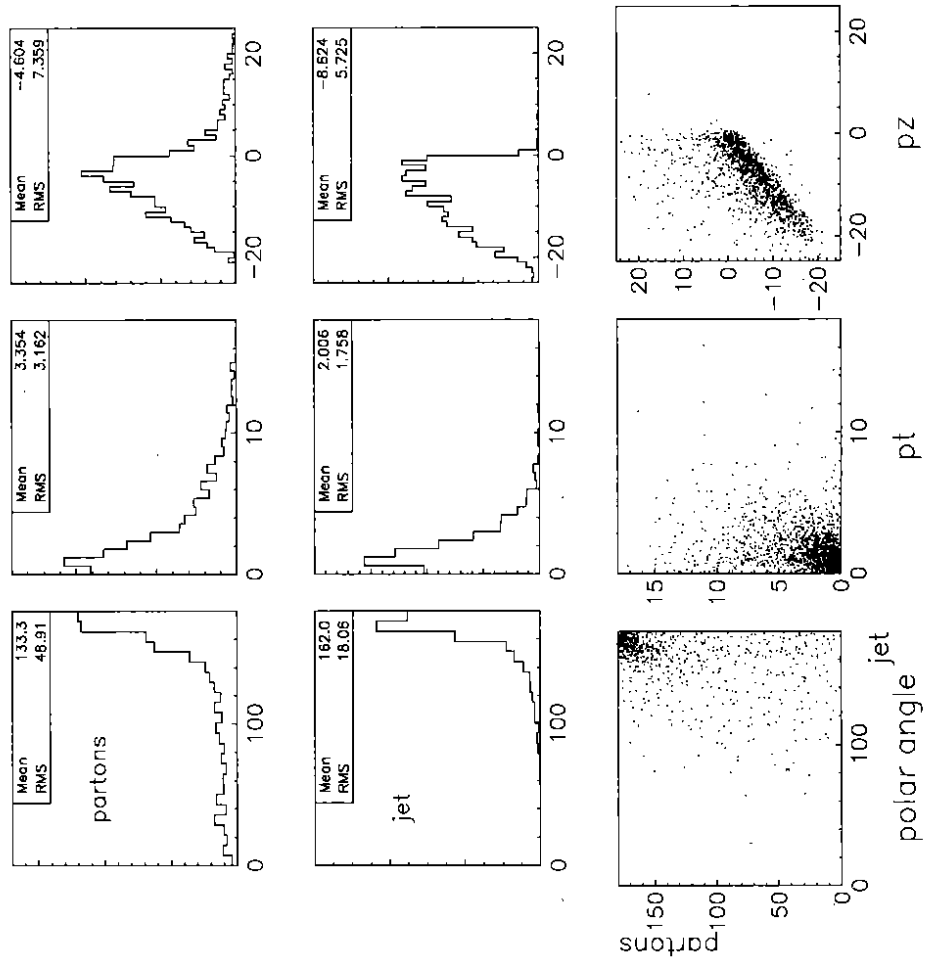 Mean 133.3
RMS 48.91
partons
0 100
Mean 3.354
RMS 3.162
0 10
Mean −4.604
RMS 7.359
−20 0 20
Mean 162.0
RMS 18.06
jet
0 100
Mean 2.006
RMS 1.758
0 10
Mean −8.624
RMS 5.725
−20 0 20
partons
150
100
50
0
0 100 jet
polar angle
15
10
5
0
0 10
pt
20
10
0
−10
−20
−20 0 20
pz